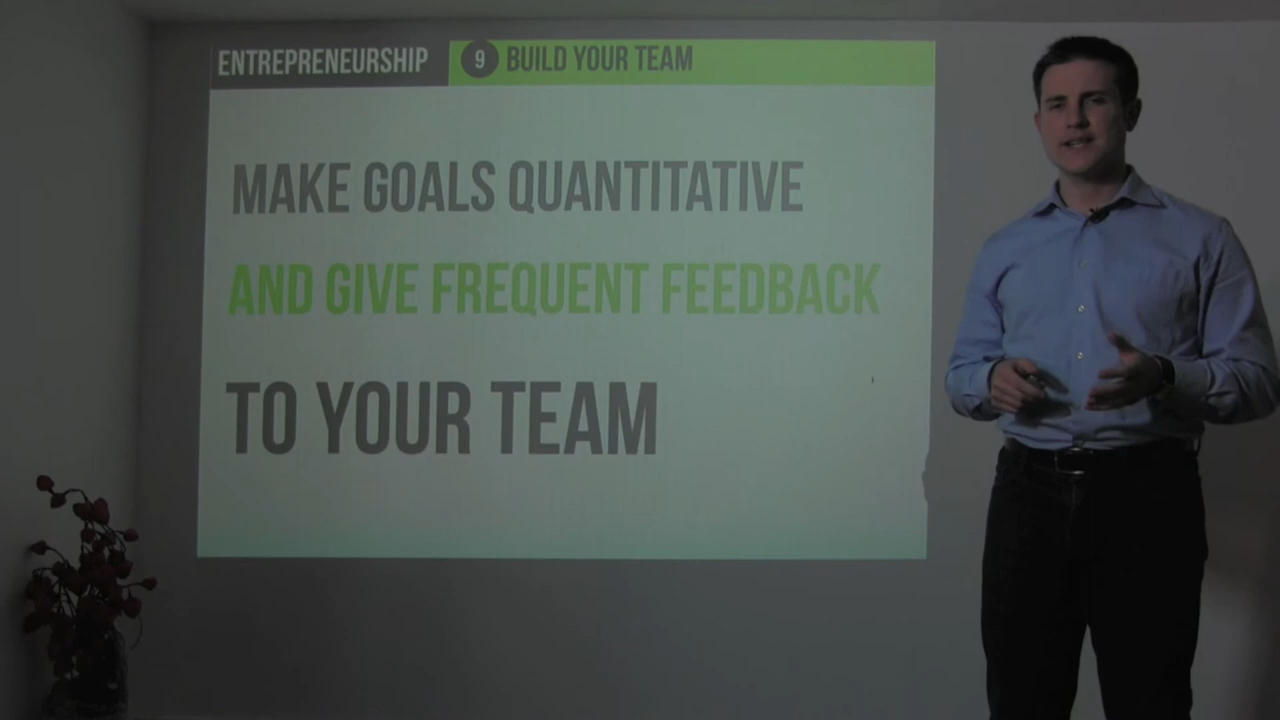 ENTREPRENEURSHIP 9 BUILD YOUR TEAM
MAKE GOALS QUANTITATIVE
AND GIVE FREQUENT FEEDBACK
TO YOUR TEAM